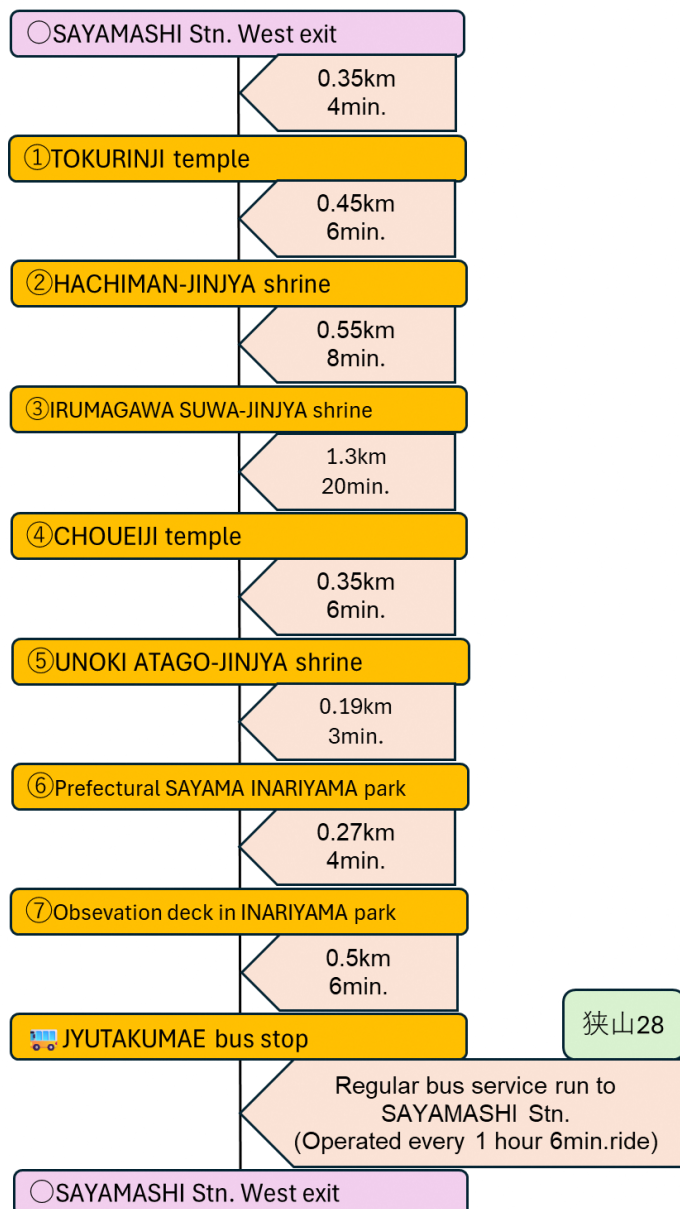 ○SAYAMASHI Stn. West exit
0.35km
4min.
①TOKURINJI temple
0.45km
6min.
②HACHIMAN-JINJYA shrine
0.55km
8min.
③IRUMAGAWA SUWA-JINJYA shrine
1.3km
20min.
④CHOUEIJI temple
0.35km
6min.
⑤UNOKI ATAGO-JINJYA shrine
0.19km
3min.
⑥Prefectural SAYAMA INARIYAMA park
0.27km
4min.
⑦Obsevation deck in INARIYAMA park
0.5km
6min.
JYUTAKUMAE bus stop
狭山28
Regular bus service run to
SAYAMASHI Stn.
(Operated every 1 hour 6min.ride)
○SAYAMASHI Stn. West exit